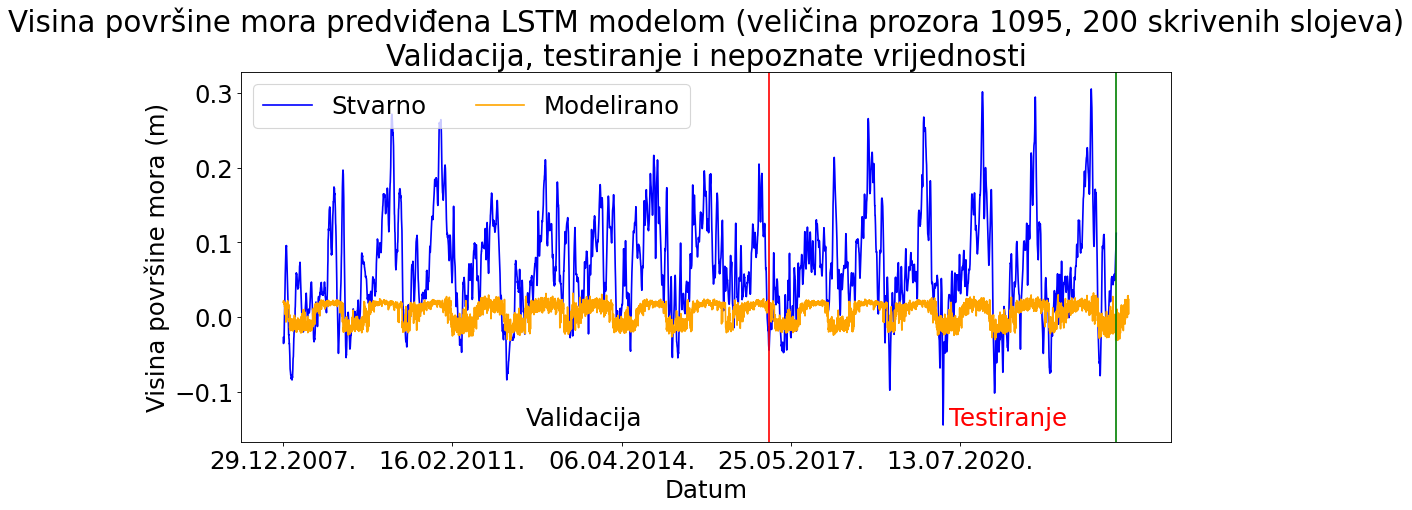 Visina površine mora predviđena LSTM modelom (veličina prozora 1095, 200 skrivenih slojeva)
Validacija, testiranje i nepoznate vrijednosti
Stvarno
Modelirano
Visina površine mora (m)
0.3
0.2
0.1
0.0
−0.1
Validacija
Testiranje
29.12.2007.
16.02.2011.
06.04.2014.
25.05.2017.
13.07.2020.
Datum